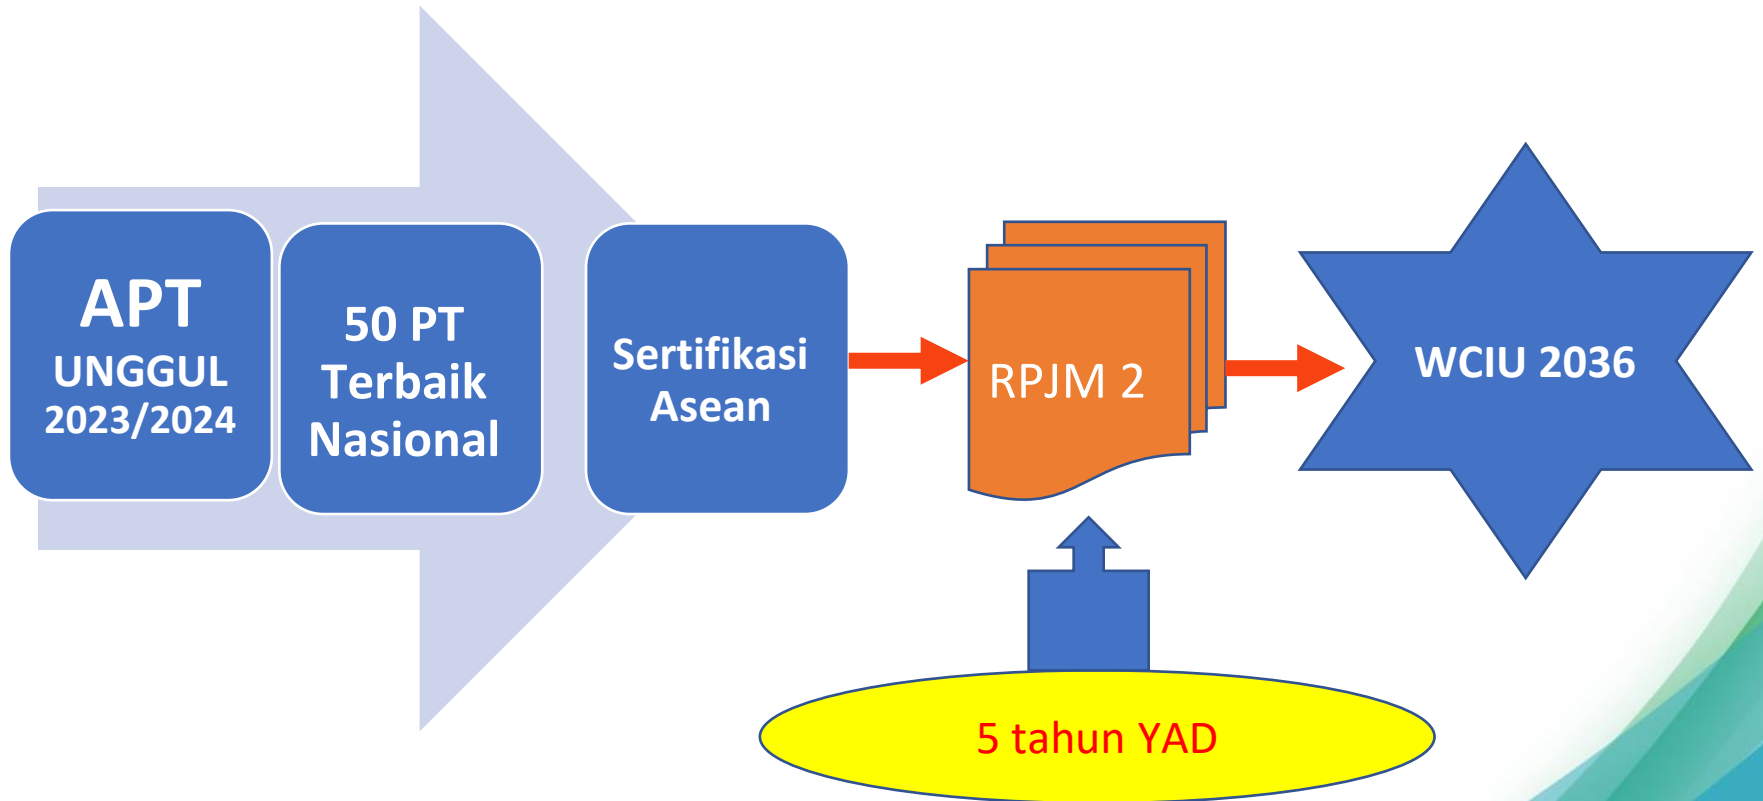 APT
UNGGUL
2023/2024
50 PT
Terbaik
Nasional
Sertifikasi
Asean
RPJM 2
WCIU 2036
5 tahun YAD